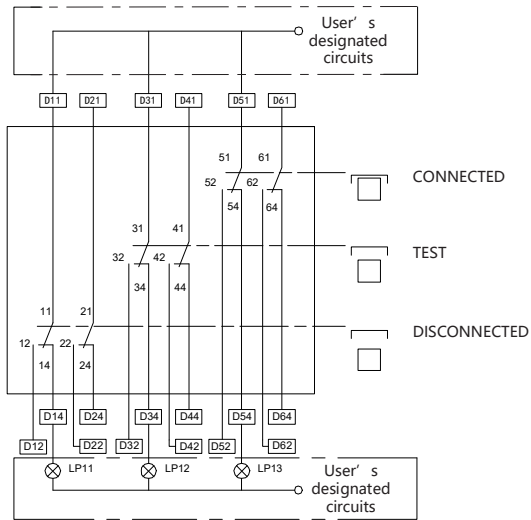 User's
designated
circuits
D11 D21 D31 D41 D51 D61
51 61
CONNECTED
52 62
54 64
31 41
TEST
32 42
34 44
11 21
DISCONNECTED
12 22
14 24
D14 D24 D34 D44 D54 D64
D12 D22 D32 D42 D52 D62
LP11 LP12 LP13
User's
designated
circuits